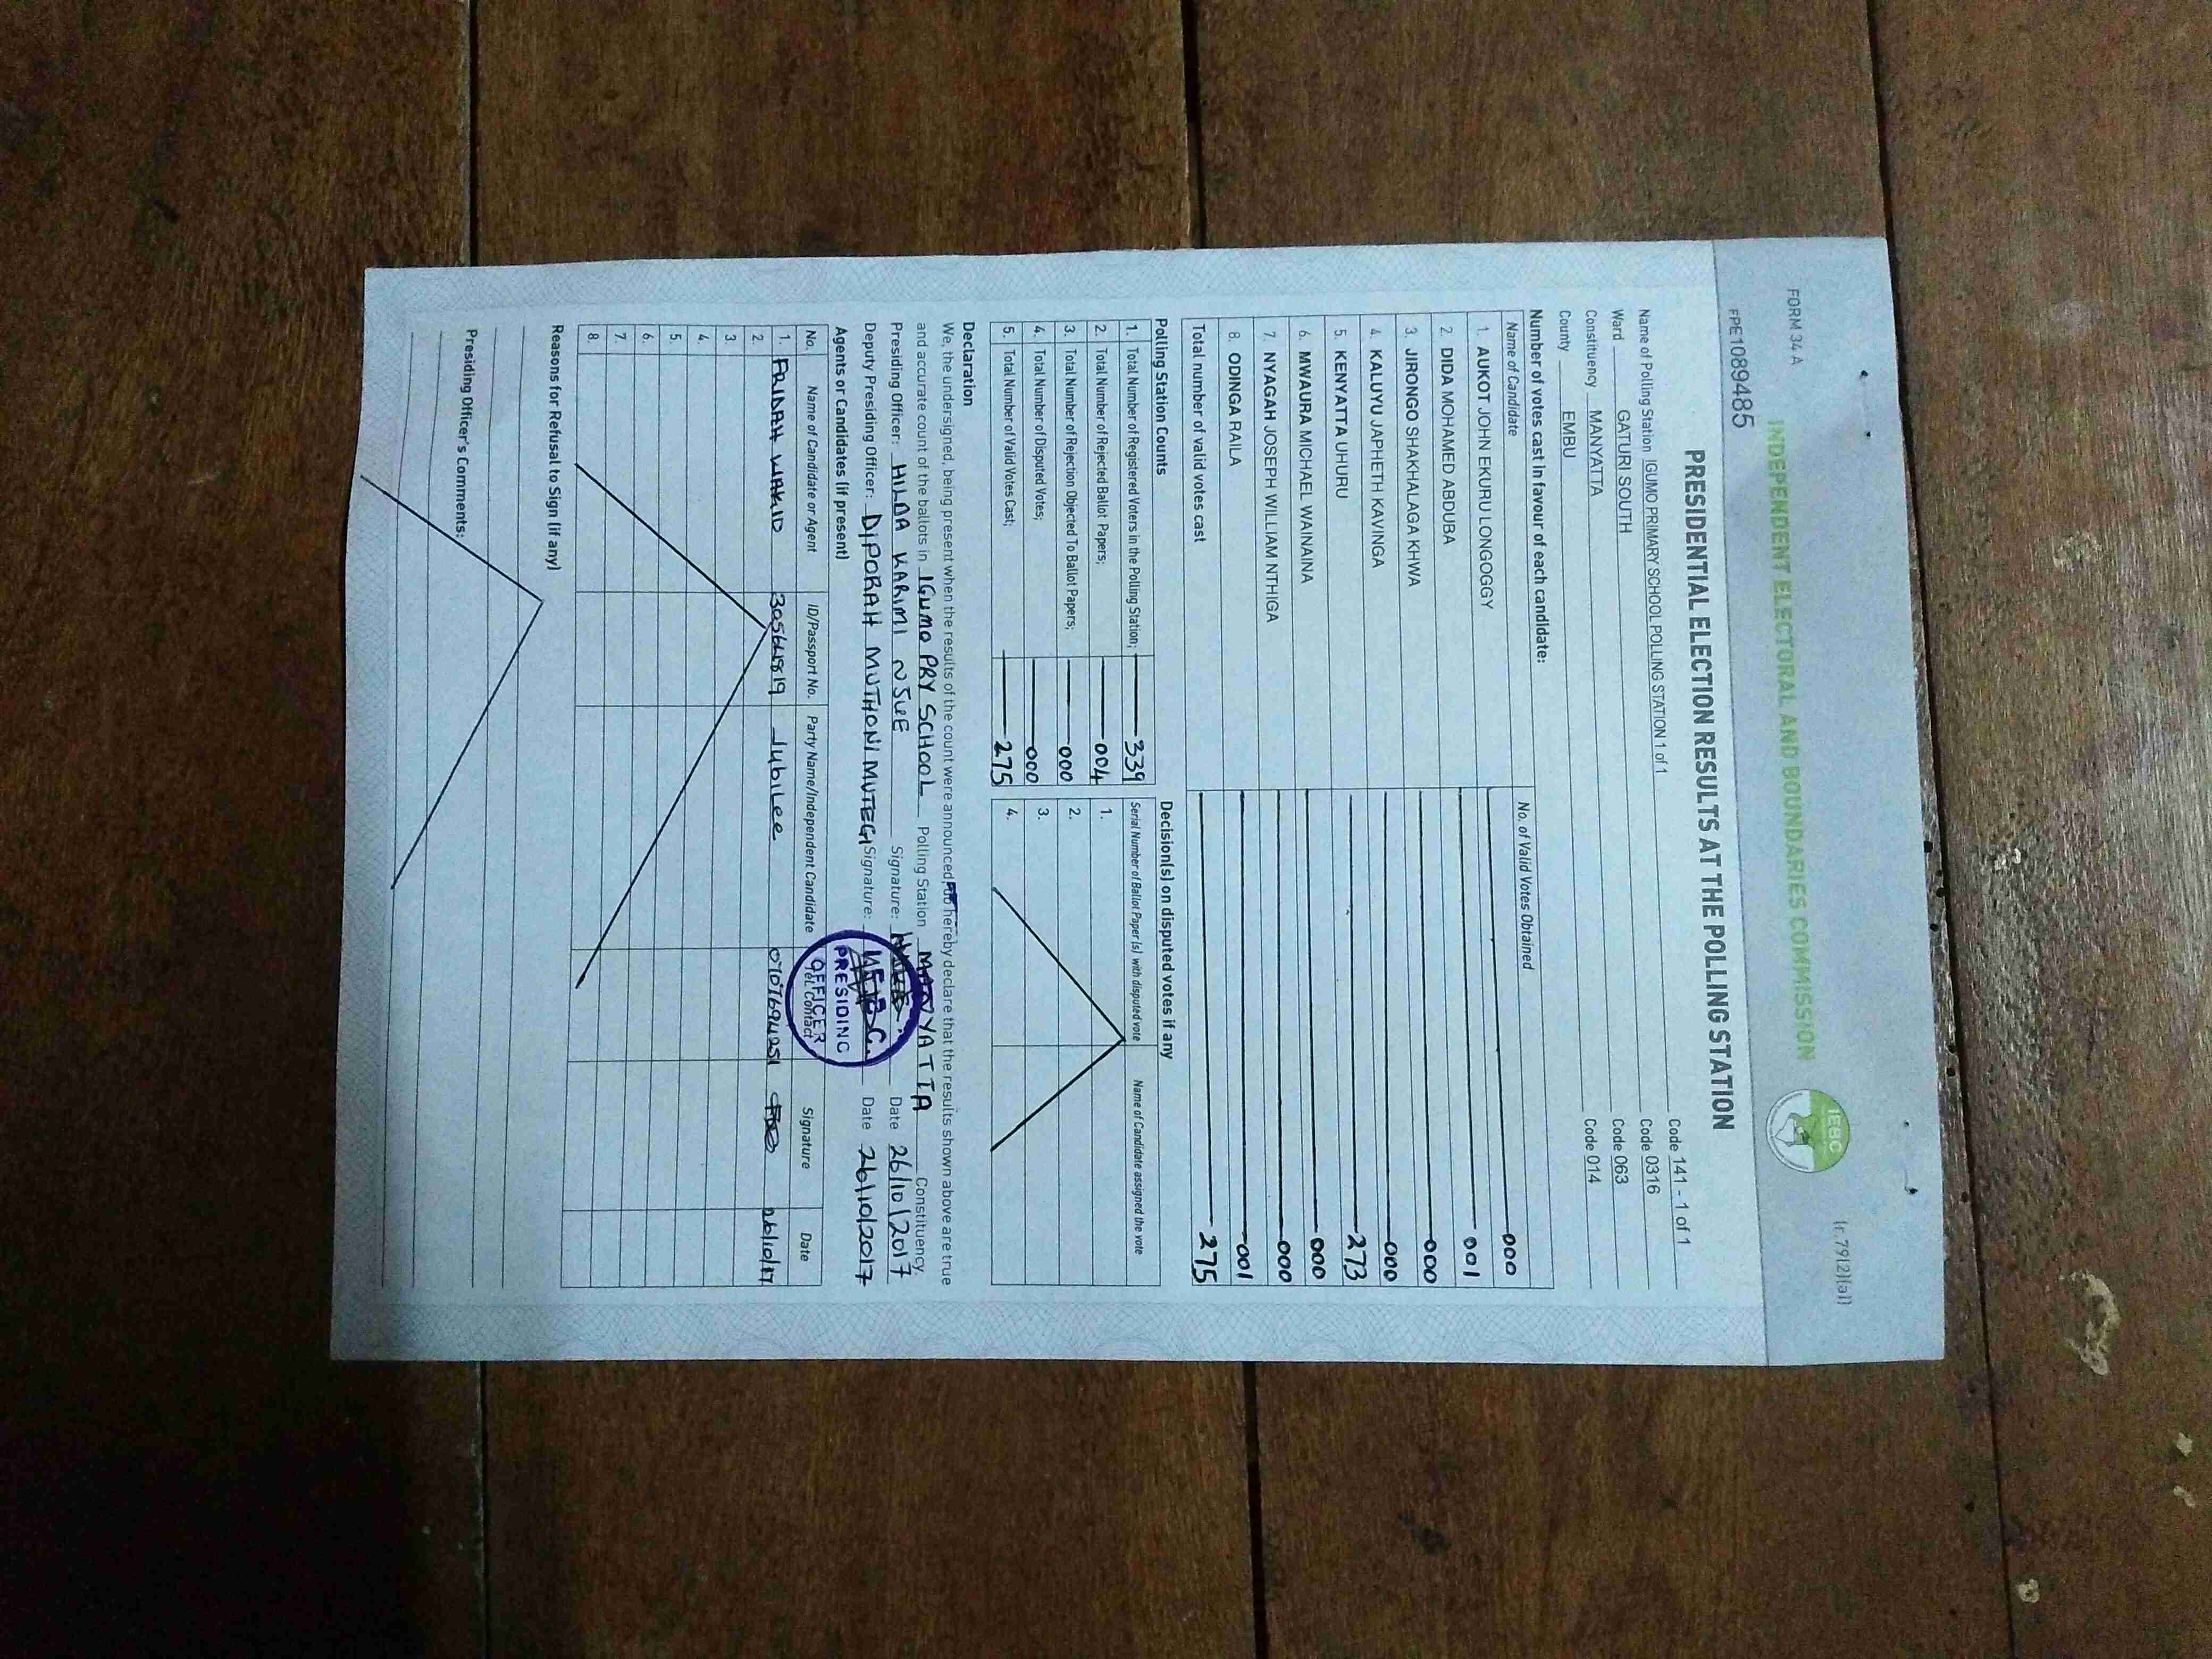 FORM 34 A
(r.79(2)(a))
INDEPENDENT ELECTORAL AND BOUNDARIES COMMISSION
IEBC
FPE1089485
PRESIDENTIAL ELECTION RESULTS AT THE POLLING STATION
Name of Polling Station IGUMO PRIMARY SCHOOL POLLING STATION 1 of 1 Code 141 - 1 of 1
Ward GATURI SOUTH Code 0316
Constituency MANYATTA Code 063
County EMBU Code 014
Number of votes cast in favour of each candidate:
Name of Candidate No. of Valid Votes Obtained
1. AUKOT JOHN EKURU LONGOGGY 000
2. DIDA MOHAMED ABDUBA 001
3. JIRONGO SHAKHALAGA KHWA 000
4. KALUYU JAPHETH KAVINGA 000
5. KENYATTA UHURU 273
6. MWAURA MICHAEL WAINAINA 000
7. NYAGAH JOSEPH WILLIAM NTHIGA 000
8. ODINGA RAILA 001
Total number of valid votes cast 275
Polling Station Counts Decision(s) on disputed votes if any
1. Total Number of Registered Voters in the Polling Station; 339 Serial Number of Ballot Paper (s) with disputed vote Name of Candidate assigned the vote
2. Total Number of Rejected Ballot Papers; 004 1.
3. Total Number of Rejection Objected To Ballot Papers; 000 2.
4. Total Number of Disputed Votes; 000 3.
5. Total Number of Valid Votes Cast; 275 4.
Declaration
We, the undersigned, being present when the results of the count were announced, do hereby declare that the results shown above are true
and accurate count of the ballots in IGUMO PRY SCHOOL Polling Station MANYATTA Constituency.
Presiding Officer: HILDA KARIMI NJUE Signature: Date 26/10/2017
Deputy Presiding Officer: DIPORAH MUTHONI MUTEGI Signature: Date 26/10/2017
PRESIDING
OFFICER
Agents or Candidates (if present)
No. Name of Candidate or Agent ID/Passport No. Party Name/Independent Candidate Tel. Contact Signature Date
1. FRIDAH 30564819 Jubilee 0707694251 26/10/17
2
3
4
5
6.
7.
8.
Reasons for Refusal to Sign (if any)
Presiding Officer's Comments: